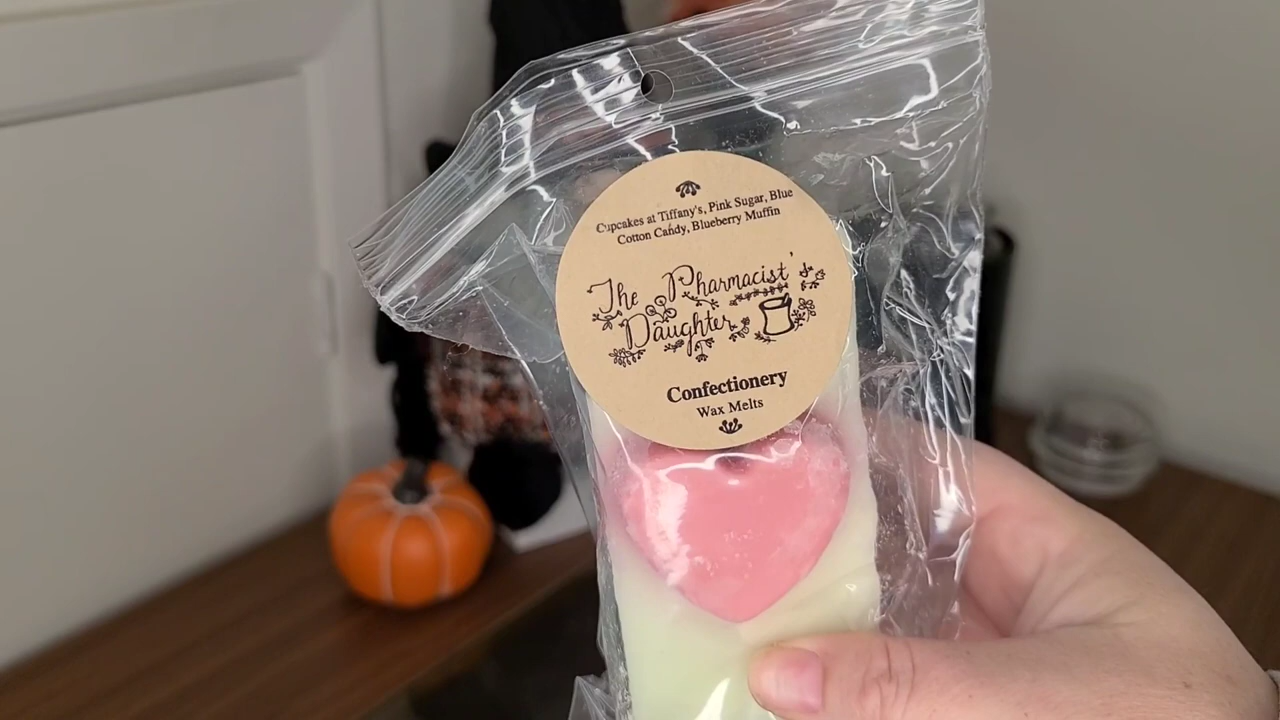 Cupcakes at Tiffany's, Pink Sugar, Blue
Cotton Candy, Blueberry Muffin
The Pharmacist's
Daughter
Confectionery
Wax Melts